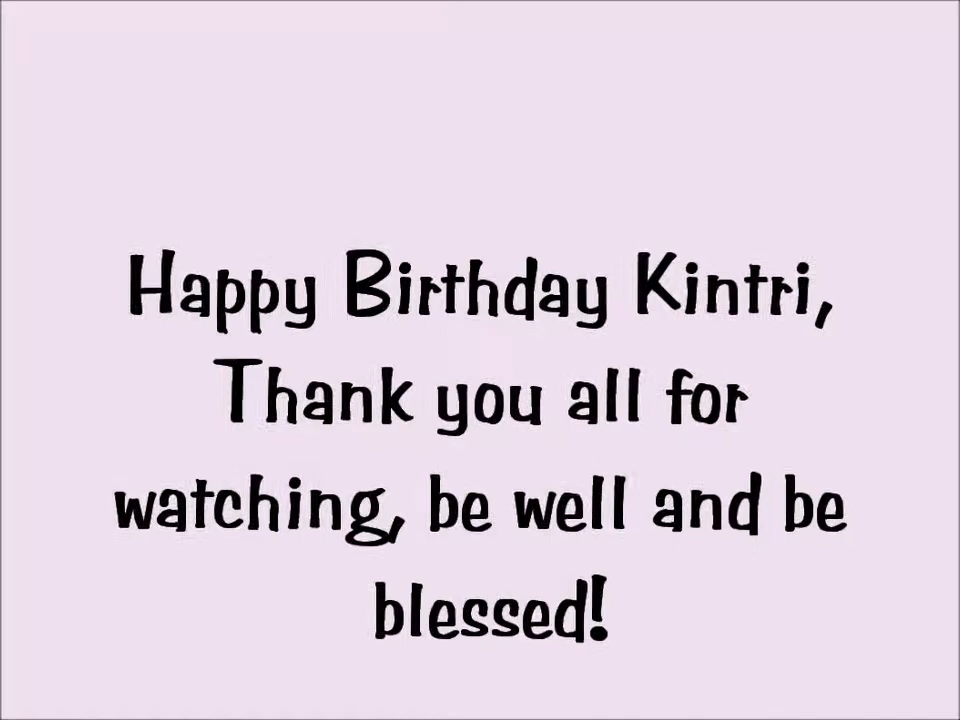 Happy Birthday Kintri,
Thank you all for
watching, be well and be
blessed!